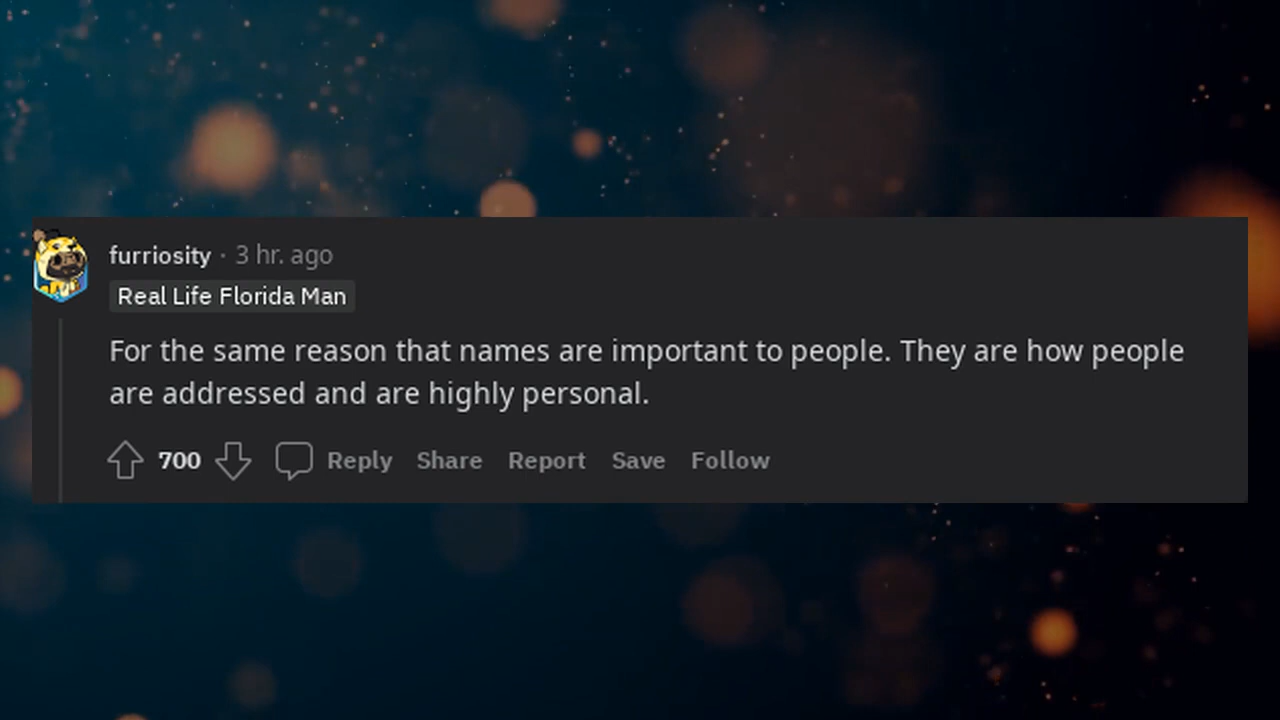 furriosity · 3 hr. ago
Real Life Florida Man
For the same reason that names are important to people. They are how people
are addressed and are highly personal.
700 Reply Share Report Save Follow